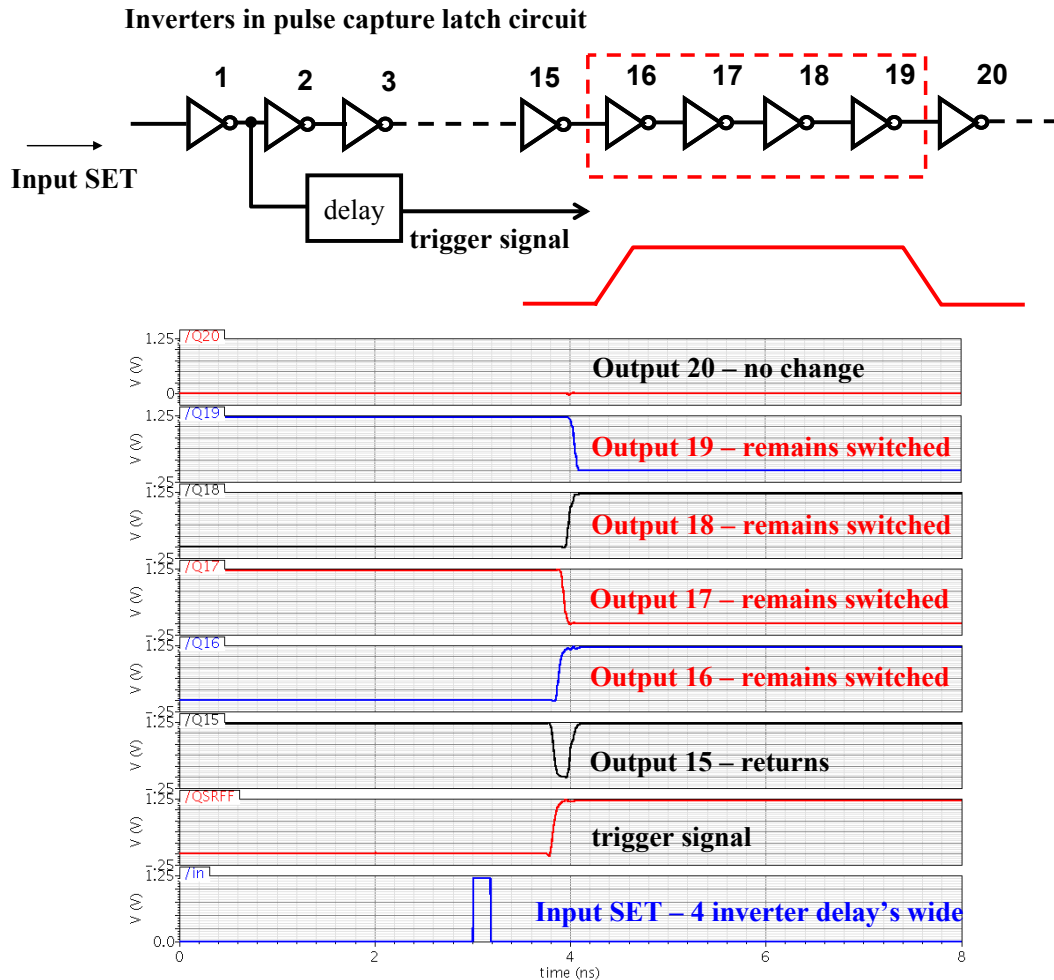 Inverters in pulse capture latch circuit
1 2 3 15 16 17 18 19 20
Input SET
delay
trigger signal
/Q20
1.25
V (V)
0
Output 20 – no change
/Q19
1.25
V (V)
-.25
Output 19 – remains switched
/Q18
1.25
V (V)
-.25
Output 18 – remains switched
/Q17
1.25
V (V)
-.25
Output 17 – remains switched
/Q16
1.25
V (V)
-.25
Output 16 – remains switched
/Q15
1.25
V (V)
-.25
Output 15 – returns
/QSRFF
1.25
V (V)
-.25
trigger signal
/in
1.25
V (V)
0.0
Input SET – 4 inverter delay’s wide
0 2 4 6 8
time (ns)